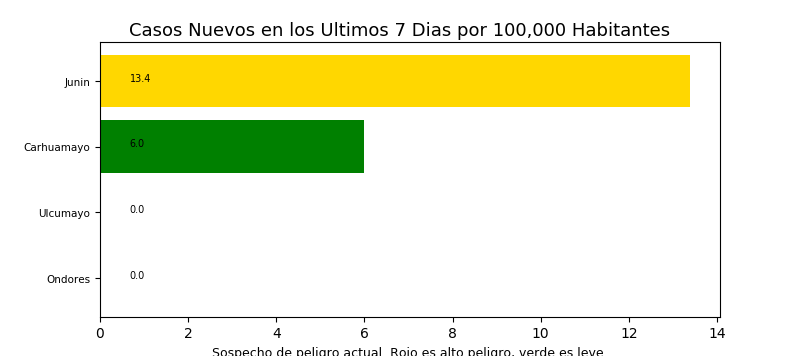 Casos Nuevos en los Ultimos 7 Dias por 100,000 Habitantes
Junin
13.4
Carhuamayo
6.0
Ulcumayo
0.0
Ondores
0.0
0 2 4 6 8 10 12 14
Sospecho de peligro actual. Rojo es alto peligro, verde es leve